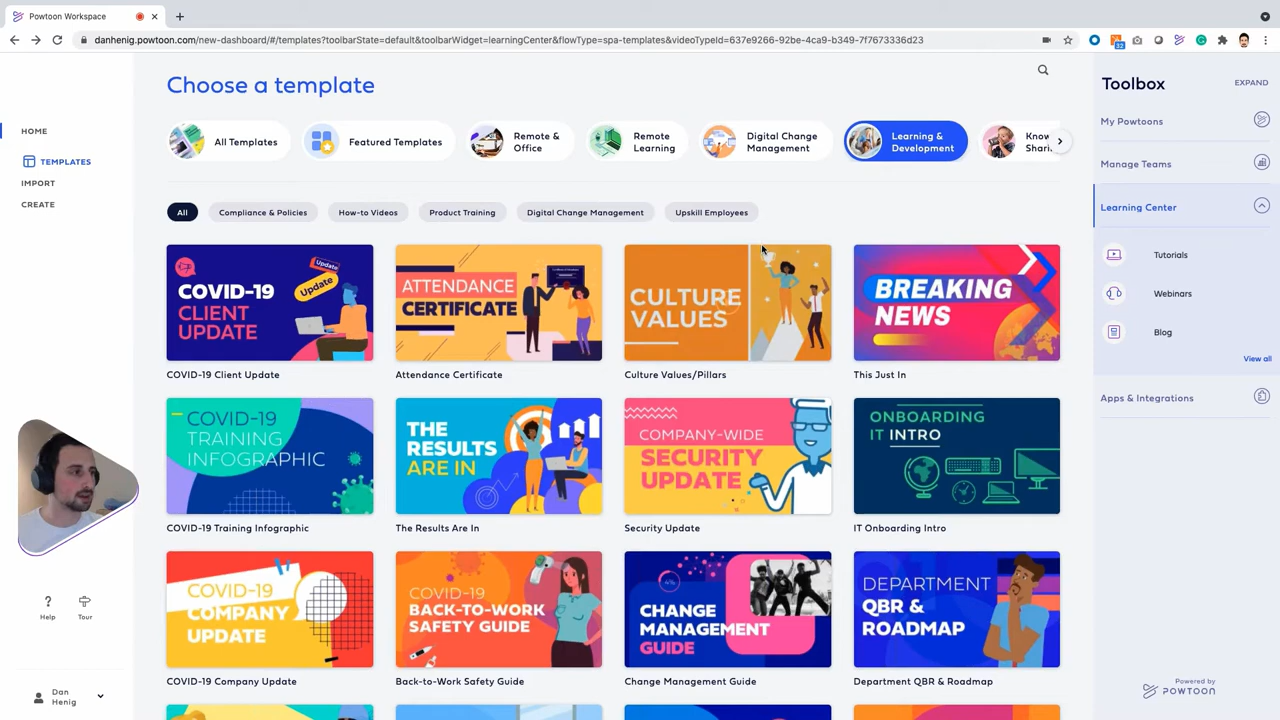 Powtoon Workspace
danhenig.powtoon.com/new-dashboard/#/templates?toolbarState=default&toolbarWidget=learningCenter&flowType=spa-templates&videoTypeId=637e9266-92be-4ca9-b349-7f7673336d23
32
Choose a template
All Templates
Featured Templates
Remote &
Office
Remote
Learning
Digital Change
Management
Learning &
Development
Know
Shari
HOME
TEMPLATES
IMPORT
CREATE
All
Compliance & Policies
How-to Videos
Product Training
Digital Change Management
Upskill Employees
Update
Update
COVID-19
CLIENT
UPDATE
COVID-19 Client Update
ATTENDANCE
CERTIFICATE
Attendance Certificate
CULTURE
VALUES
Culture Values/Pillars
BREAKING
NEWS
This Just In
COVID-19
TRAINING
INFOGRAPHIC
COVID-19 Training Infographic
THE
RESULTS
ARE IN
The Results Are In
COMPANY-WIDE
SECURITY
UPDATE
Security Update
ONBOARDING
IT INTRO
IT Onboarding Intro
COVID-19
COMPANY
UPDATE
COVID-19 Company Update
COVID-19
BACK-TO-WORK
SAFETY GUIDE
Back-to-Work Safety Guide
CHANGE
MANAGEMENT
GUIDE
Change Management Guide
DEPARTMENT
QBR &
ROADMAP
Department QBR & Roadmap
Help
Tour
Dan
Henig
Toolbox
EXPAND
My Powtoons
Manage Teams
Learning Center
Tutorials
Webinars
Blog
View all
Apps & Integrations
Powered by
POWTOON